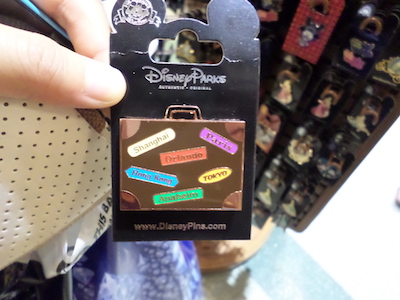 Disney Parks
AUTHENTIC • ORIGINAL
Shanghai
Paris
Orlando
Hong Kong
TOKYO
Anaheim
www.DisneyPins.com